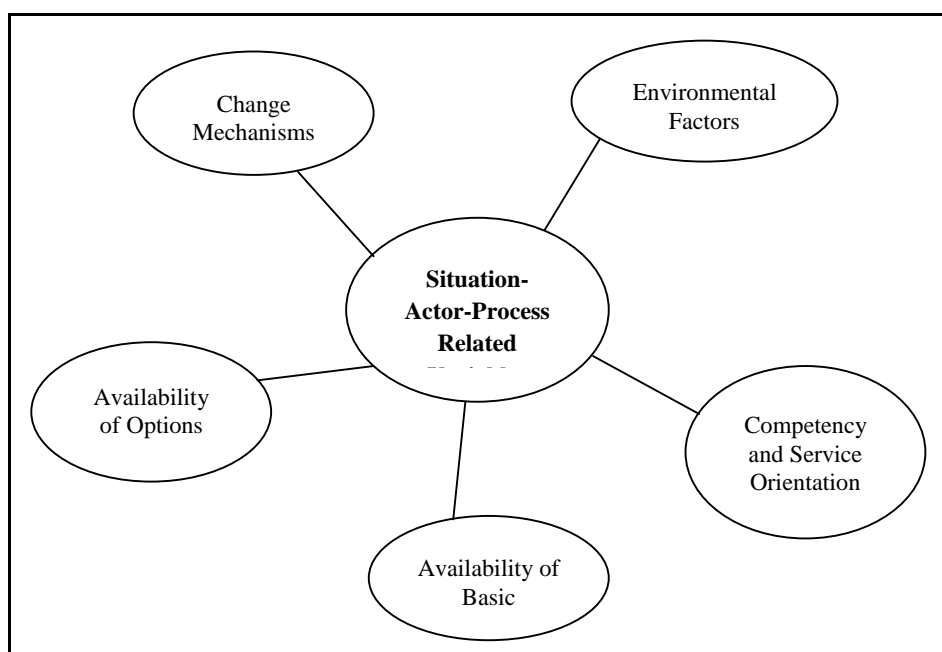 Change
Mechanisms
Environmental
Factors
Situation-
Actor-Process
Related
Availability
of Options
Competency
and Service
Orientation
Availability of
Basic